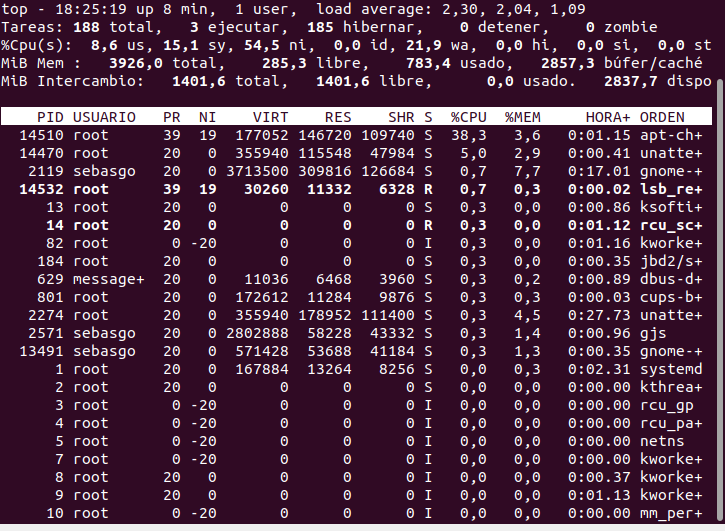 top - 18:25:19 up 8 min,  1 user,  load average: 2,30, 2,04, 1,09
Tareas: 188 total,   3 ejecutar, 185 hibernar,   0 detener,   0 zombie
%Cpu(s):  8,6 us, 15,1 sy, 54,5 ni,  0,0 id, 21,9 wa,  0,0 hi,  0,0 si,  0,0 st
MiB Mem :   3926,0 total,    285,3 libre,    783,4 usado,   2857,3 búfer/caché
MiB Intercambio:   1401,6 total,   1401,6 libre,      0,0 usado.   2837,7 dispo
PID USUARIO   PR  NI    VIRT    RES    SHR S  %CPU  %MEM     HORA+ ORDEN
14510 root      39  19  177052 146720 109740 S  38,3   3,6   0:01.15 apt-ch+
14470 root      20   0  355940 115548  47984 S   5,0   2,9   0:00.41 unatte+
2119 sebasgo   20   0 3713500 309816 126684 S   0,7   7,7   0:17.01 gnome-+
14532 root      39  19   30260  11332   6328 R   0,7   0,3   0:00.02 lsb_re+
13 root      20   0       0      0      0 S   0,3   0,0   0:00.86 ksofti+
14 root      20   0       0      0      0 R   0,3   0,0   0:01.12 rcu_sc+
82 root       0 -20       0      0      0 I   0,3   0,0   0:01.16 kworke+
184 root      20   0       0      0      0 S   0,3   0,0   0:00.35 jbd2/s+
629 message+  20   0   11036   6468   3960 S   0,3   0,2   0:00.89 dbus-d+
801 root      20   0  172612  11284   9876 S   0,3   0,3   0:00.03 cups-b+
2274 root      20   0  355940 178952 111400 S   0,3   4,5   0:27.73 unatte+
2571 sebasgo   20   0 2802888  58228  43332 S   0,3   1,4   0:00.96 gjs
13491 sebasgo   20   0  571428  53688  41184 S   0,3   1,3   0:00.35 gnome-+
1 root      20   0  167884  13264   8256 S   0,0   0,3   0:02.31 systemd
2 root      20   0       0      0      0 S   0,0   0,0   0:00.00 kthrea+
3 root       0 -20       0      0      0 I   0,0   0,0   0:00.00 rcu_gp
4 root       0 -20       0      0      0 I   0,0   0,0   0:00.00 rcu_pa+
5 root       0 -20       0      0      0 I   0,0   0,0   0:00.00 netns
7 root       0 -20       0      0      0 I   0,0   0,0   0:00.00 kworke+
8 root      20   0       0      0      0 I   0,0   0,0   0:00.37 kworke+
9 root      20   0       0      0      0 I   0,0   0,0   0:01.13 kworke+
10 root       0 -20       0      0      0 I   0,0   0,0   0:00.00 mm_per+